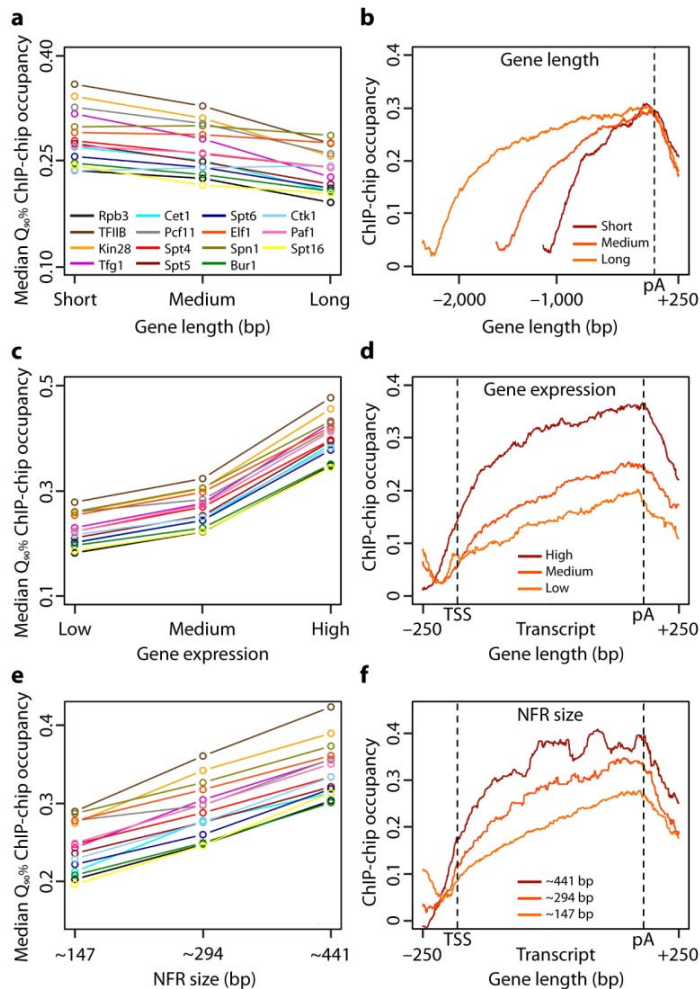 a
Median Q90% ChIP-chip occupancy
0.40
0.25
0.10
Rpb3 Cet1 Spt6 Ctk1
TFIIB Pcf11 Elf1 Paf1
Kin28 Spt4 Spn1 Spt16
Tfg1 Spt5 Bur1
Short Medium Long
Gene length (bp)
b
Gene length
ChIP-chip occupancy
0.4
0.3
0.2
0.1
0
Short
Medium
Long
pA
−2,000 −1,000 +250
Gene length (bp)
c
Median Q90% ChIP-chip occupancy
0.5
0.3
0.1
Low Medium High
Gene expression
d
Gene expression
ChIP-chip occupancy
0.4
0.3
0.2
0.1
0
High
Medium
Low
TSS Transcript pA
−250 +250
Gene length (bp)
e
Median Q90% ChIP-chip occupancy
0.4
0.3
0.2
~147 ~294 ~441
NFR size (bp)
f
NFR size
ChIP-chip occupancy
0.4
0.3
0.2
0.1
0
~441 bp
~294 bp
~147 bp
TSS Transcript pA
−250 +250
Gene length (bp)